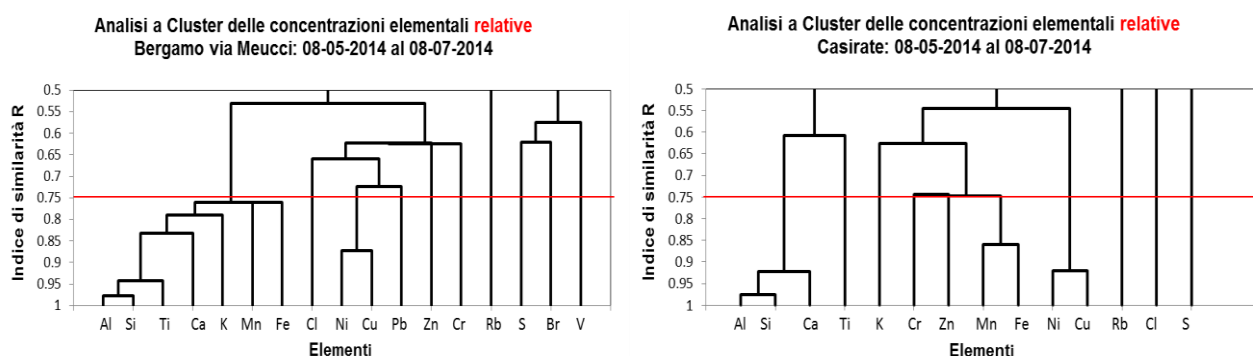 Analisi a Cluster delle concentrazioni elementali relative
Bergamo via Meucci: 08-05-2014 al 08-07-2014
Indice di similarità R
0.5
0.55
0.6
0.65
0.7
0.75
0.8
0.85
0.9
0.95
1
Al Si Ti Ca K Mn Fe Cl Ni Cu Pb Zn Cr Rb S Br V
Elementi
Analisi a Cluster delle concentrazioni elementali relative
Casirate: 08-05-2014 al 08-07-2014
Indice di similarità R
0.5
0.55
0.6
0.65
0.7
0.75
0.8
0.85
0.9
0.95
1
Al Si Ca Ti K Cr Zn Mn Fe Ni Cu Rb Cl S
Elementi